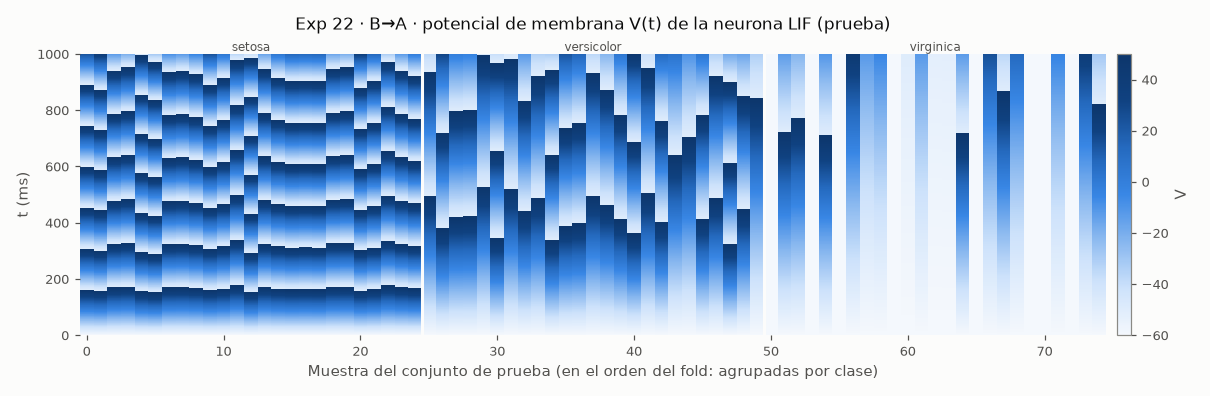 Exp 22 · B→A · potencial de membrana V(t) de la neurona LIF (prueba)
setosa versicolor virginica
1000
800
600
400
200
0
t (ms)
0 10 20 30 40 50 60 70
Muestra del conjunto de prueba (en el orden del fold: agrupadas por clase)
40
20
0
−20
−40
−60
V